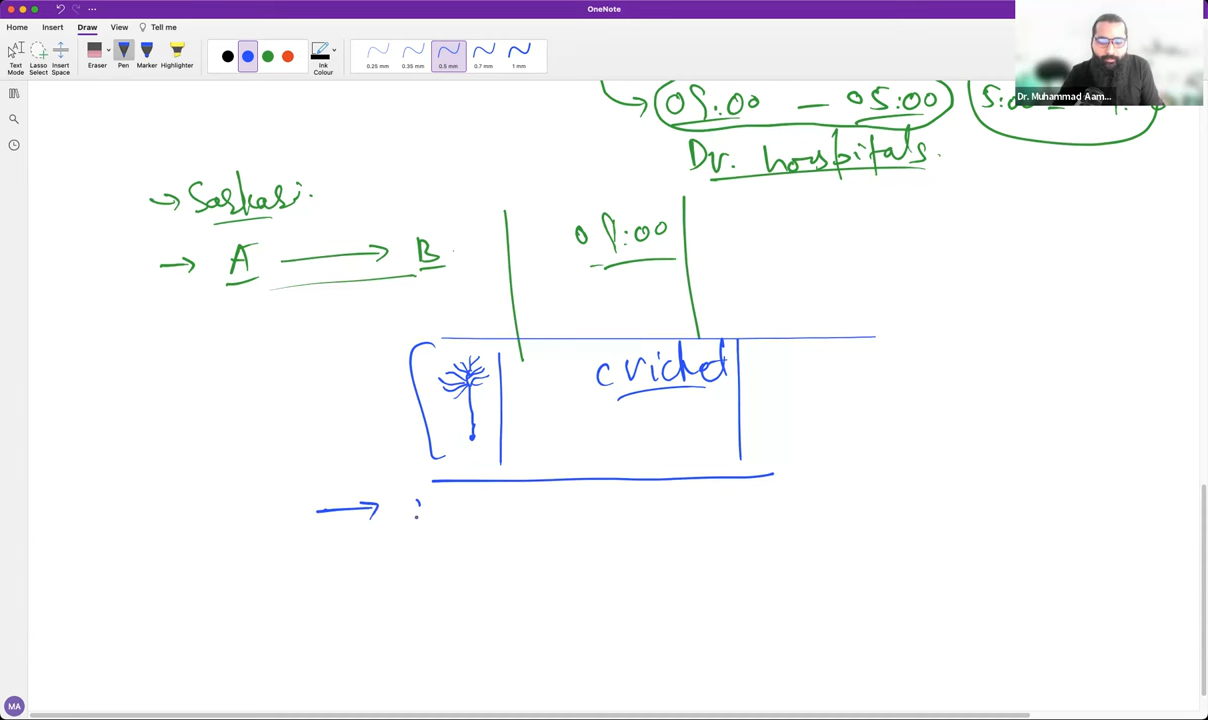 OneNote
Home Insert Draw View Tell me
Text Mode Lasso Select Insert Space Eraser Pen Marker Highlighter Ink Colour 0.25 mm 0.35 mm 0.5 mm 0.7 mm 1 mm
Dr. Muhammad Aam...
09:00 — 05:00
Dr. hospitals.
→ Sarkari.
09:00
→ A → B
cricket
→
MA